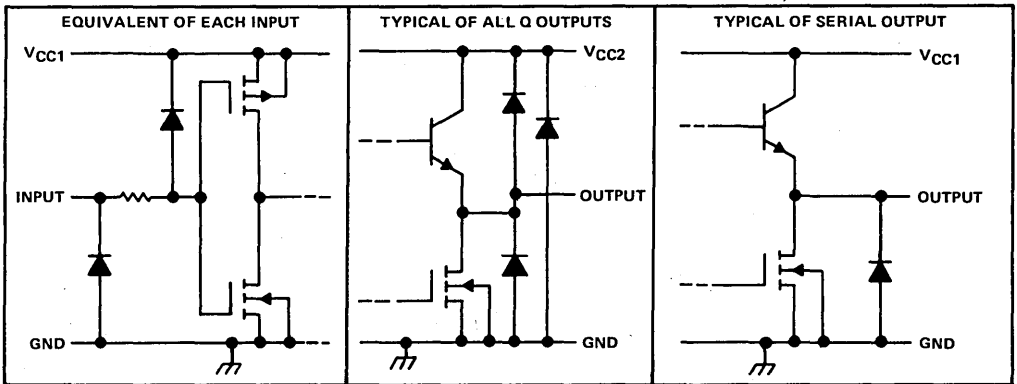 EQUIVALENT OF EACH INPUT
VCC1
INPUT
GND
TYPICAL OF ALL Q OUTPUTS
VCC2
OUTPUT
GND
TYPICAL OF SERIAL OUTPUT
VCC1
OUTPUT
GND